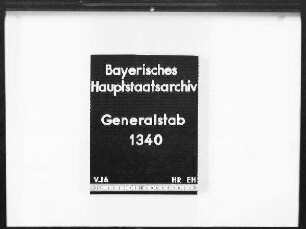 Bayerisches
Hauptstaatsarchiv
Generalstab
1340
V.16 HR EH